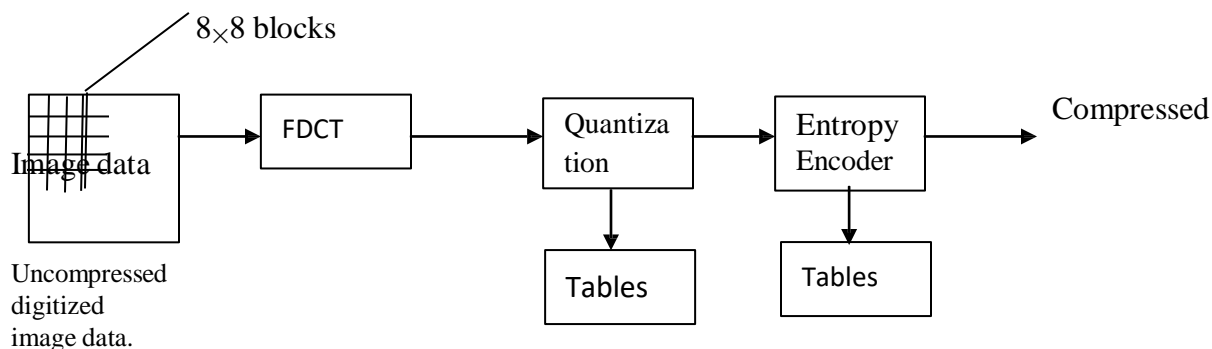 8×8 blocks
Image data
FDCT
Quantiza
tion
Entropy
Encoder
Compressed
Tables
Tables
Uncompressed
digitized
image data.